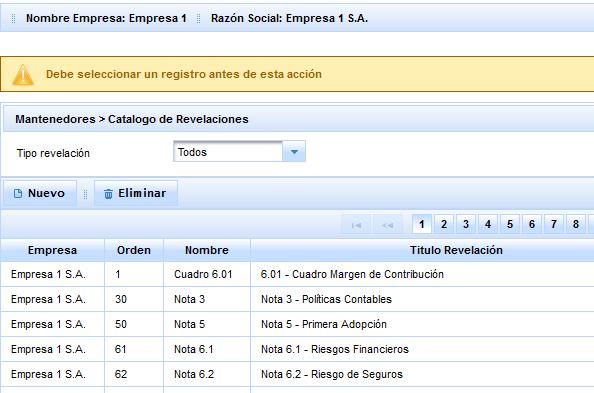 Nombre Empresa: Empresa 1 Razón Social: Empresa 1 S.A.
Debe seleccionar un registro antes de esta acción
Mantenedores > Catalogo de Revelaciones
Tipo revelación Todos
Nuevo Eliminar
1 2 3 4 5 6 7 8
Empresa Orden Nombre Titulo Revelación
Empresa 1 S.A. 1 Cuadro 6.01 6.01 - Cuadro Margen de Contribución
Empresa 1 S.A. 30 Nota 3 Nota 3 - Políticas Contables
Empresa 1 S.A. 50 Nota 5 Nota 5 - Primera Adopción
Empresa 1 S.A. 61 Nota 6.1 Nota 6.1 - Riesgos Financieros
Empresa 1 S.A. 62 Nota 6.2 Nota 6.2 - Riesgo de Seguros